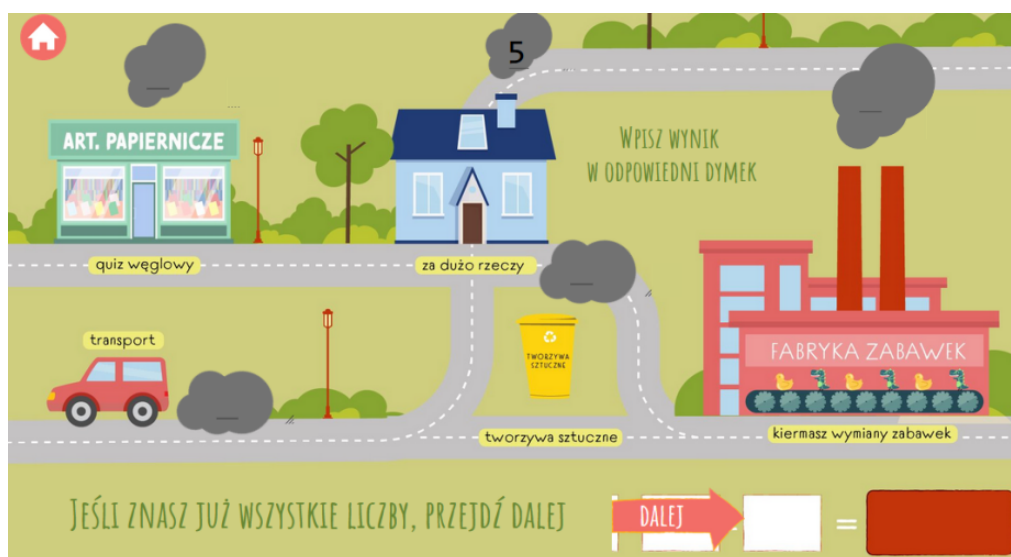 5
ART. PAPIERNICZE
WPISZ WYNIK
W ODPOWIEDNI DYMEK
quiz węglowy
za dużo rzeczy
transport
TWORZYWA
SZTUCZNE
FABRYKA ZABAWEK
tworzywa sztuczne
kiermasz wymiany zabawek
JEŚLI ZNASZ JUŻ WSZYSTKIE LICZBY, PRZEJDŹ DALEJ
DALEJ
=